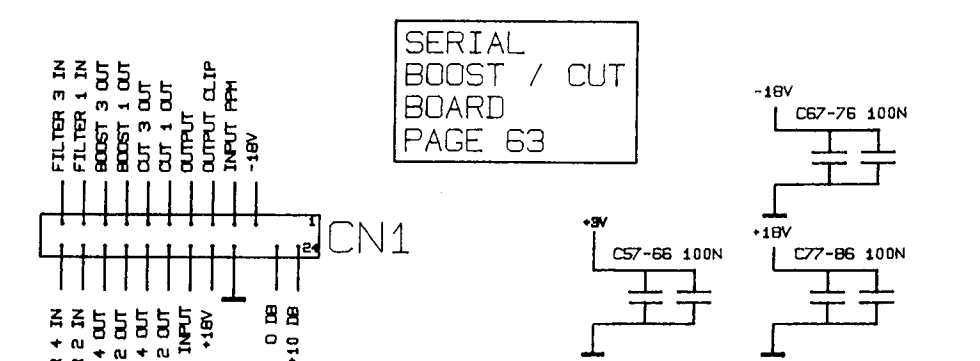 SERIAL
BOOST / CUT
BOARD
PAGE 63
FILTER 3 IN
FILTER 1 IN
BOOST 3 OUT
BOOST 1 OUT
CUT 3 OUT
CUT 1 OUT
OUTPUT
OUTPUT CLIP
INPUT PPM
-18V
1
24
CN1
4 IN
2 IN
4 OUT
2 OUT
4 OUT
2 OUT
INPUT
+18V
0 DB
+10 DB
-18V
C67-76 100N
+9V
C57-66 100N
+18V
C77-86 100N